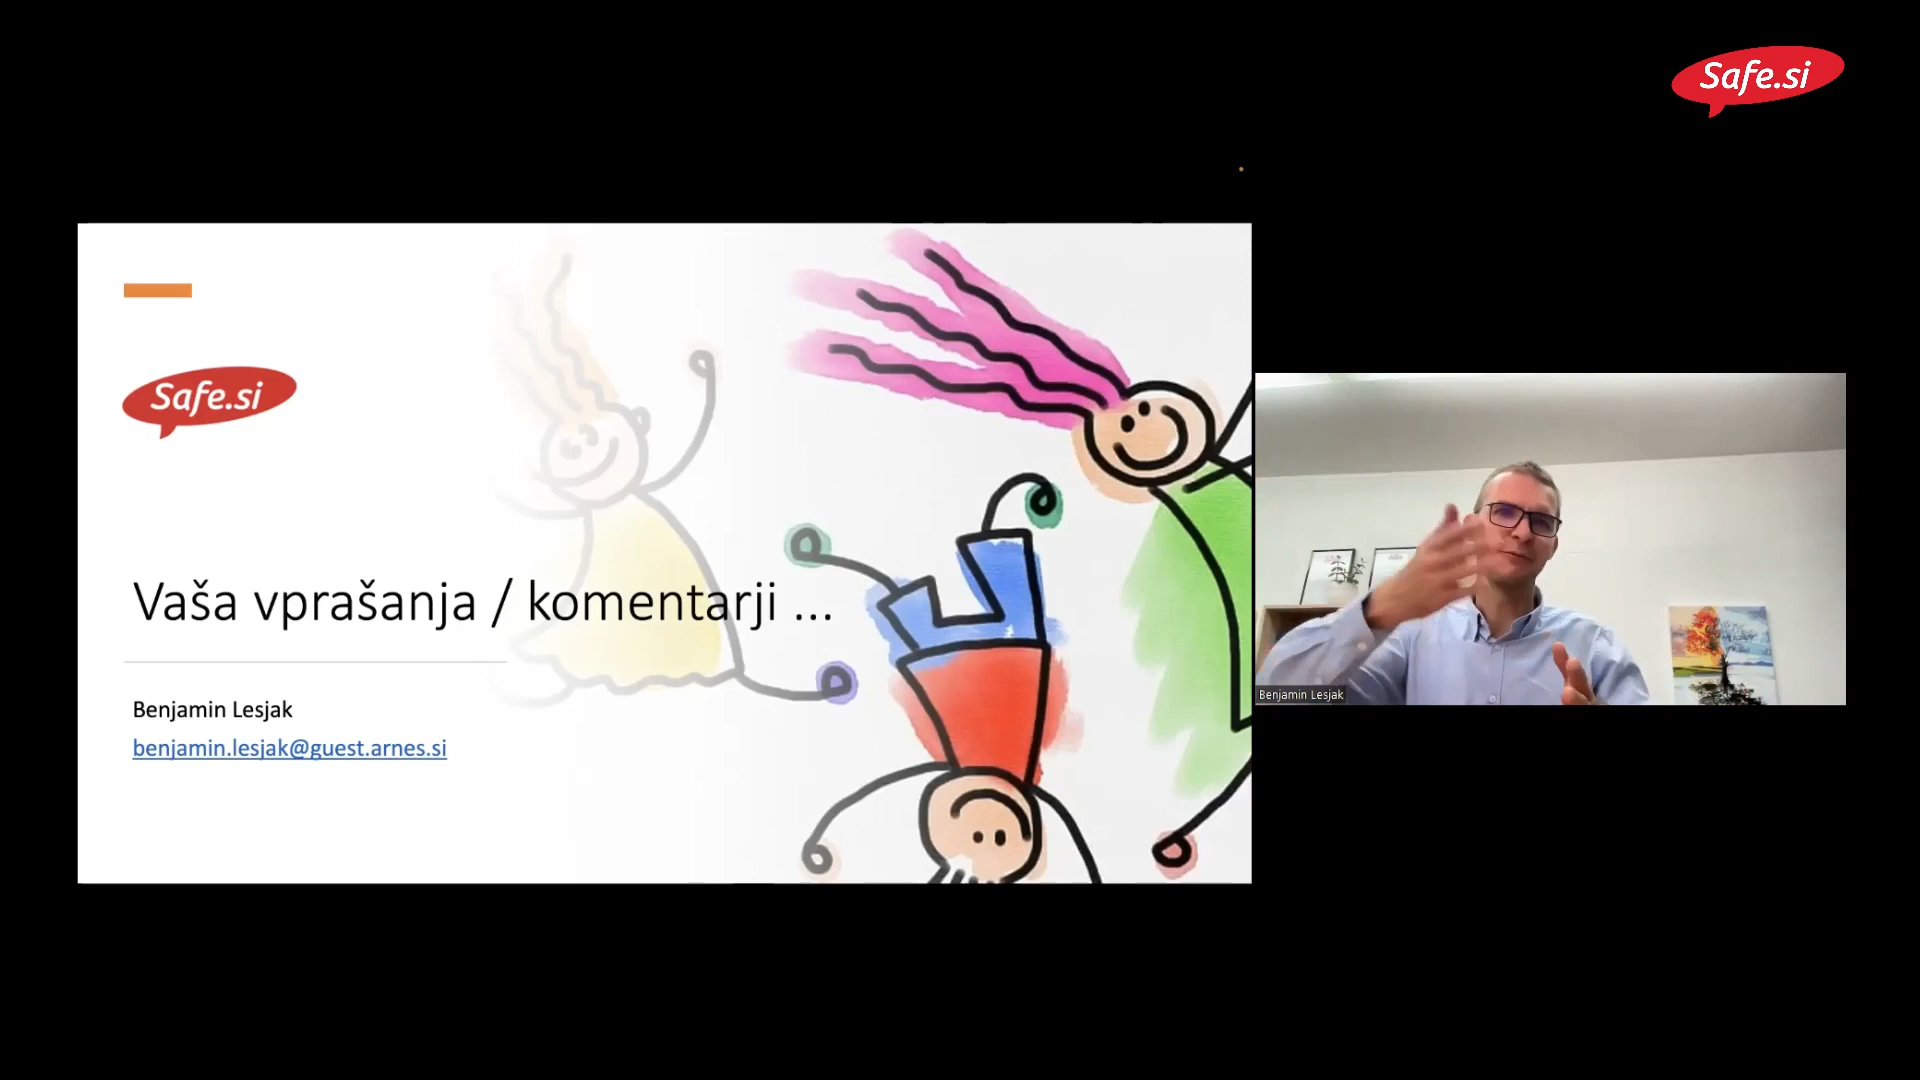 Safe.si
Safe.si
Vaša vprašanja / komentarji ...
Benjamin Lesjak
benjamin.lesjak@guest.arnes.si
Benjamin Lesjak